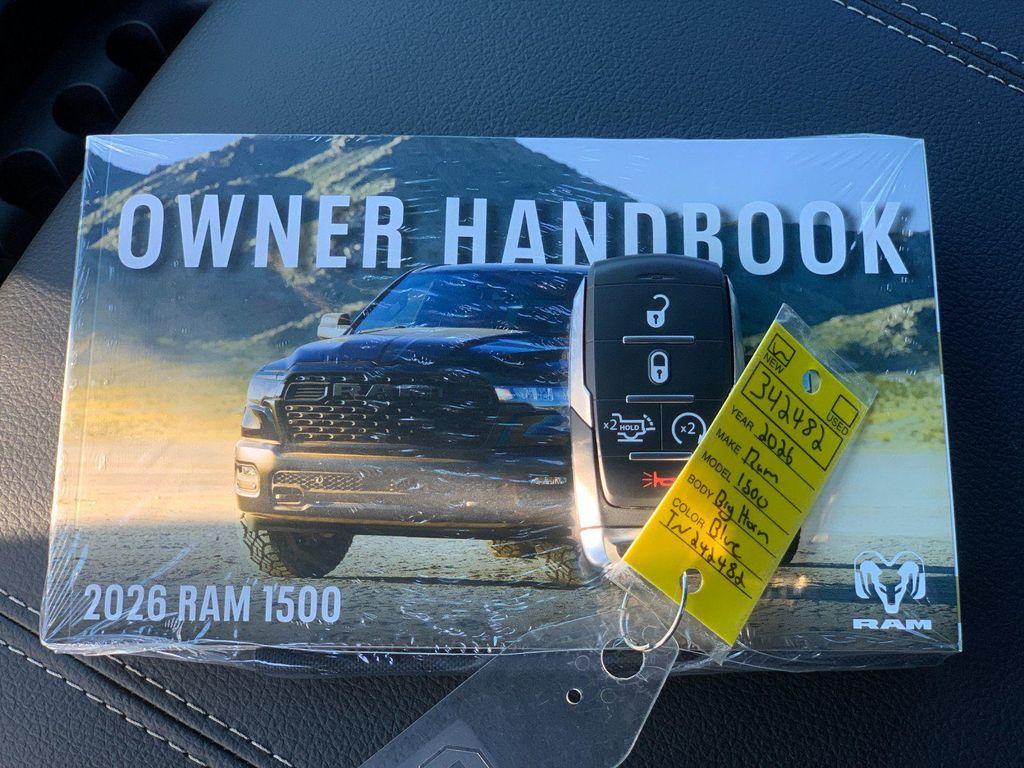 OWNER HANDBOOK
RAM
x2 HOLD
x2
NEW
USED
342482
YEAR 2026
MAKE Ram
MODEL 1500
BODY Big Horn
COLOR Blue
TN242482
2026 RAM 1500
RAM